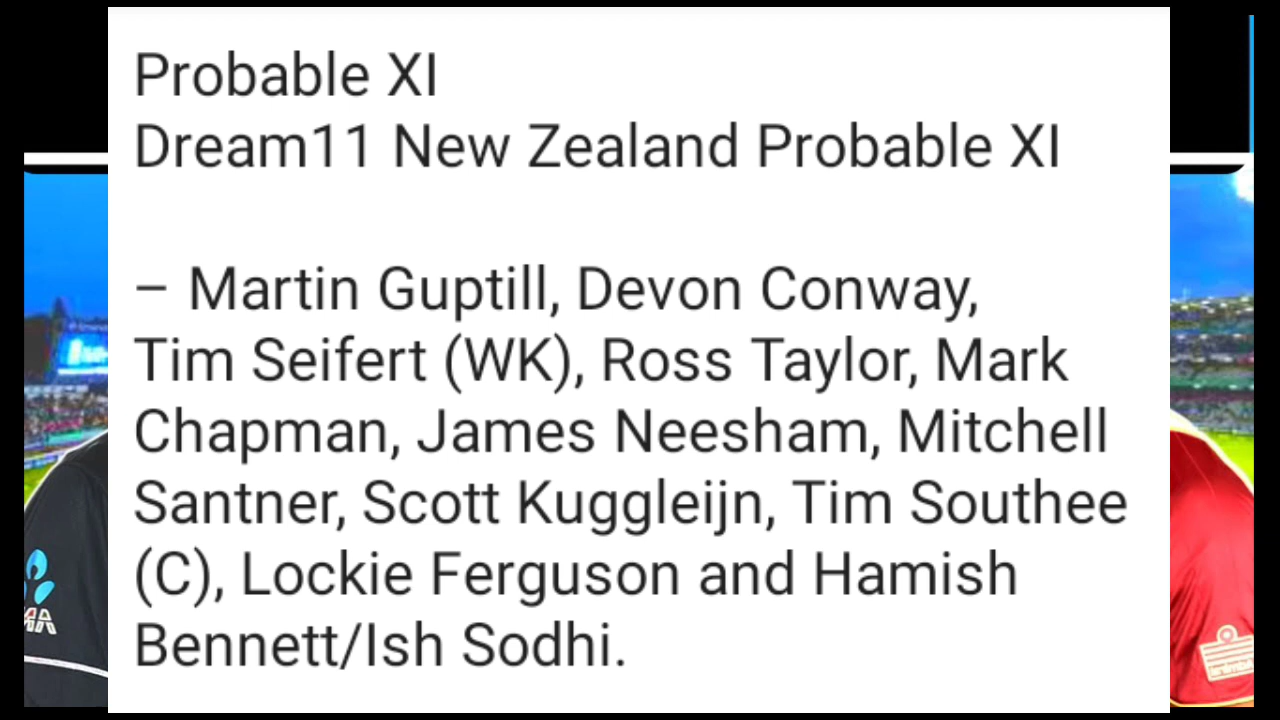 Probable XI
Dream11 New Zealand Probable XI
– Martin Guptill, Devon Conway,
Tim Seifert (WK), Ross Taylor, Mark
Chapman, James Neesham, Mitchell
Santner, Scott Kuggleijn, Tim Southee
(C), Lockie Ferguson and Hamish
Bennett/Ish Sodhi.